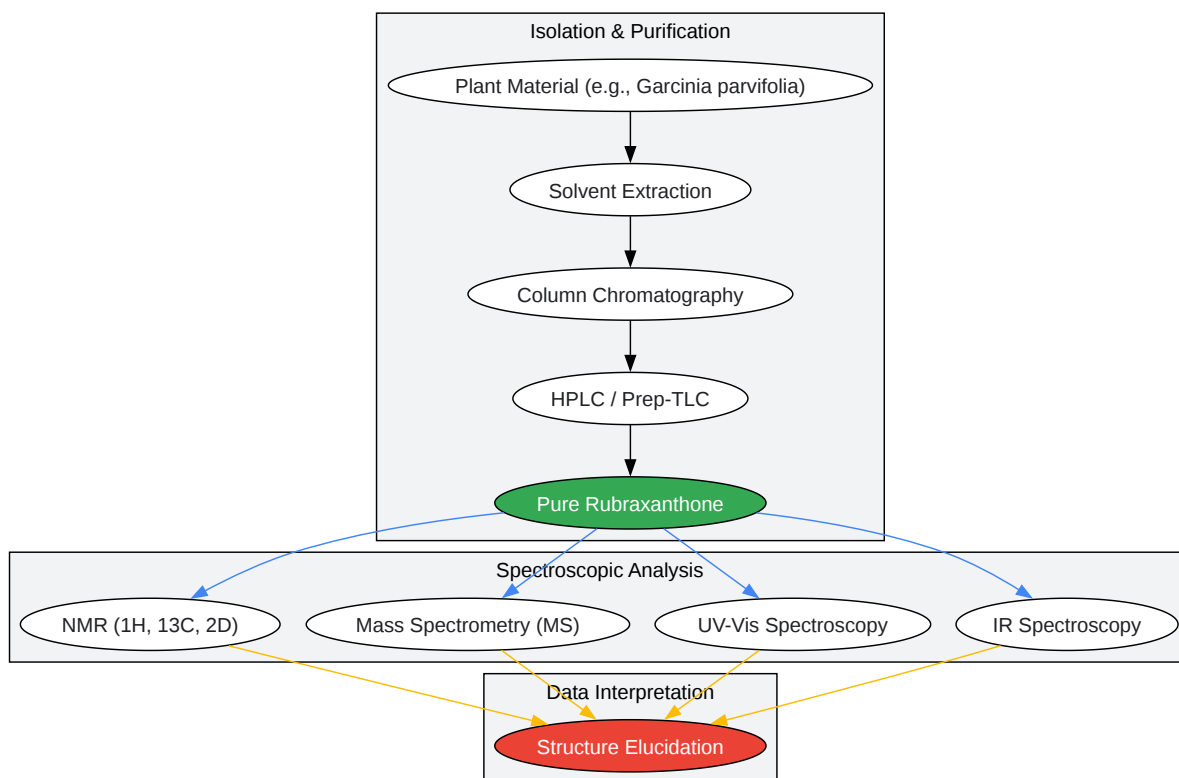 Isolation & Purification
Plant Material (e.g., Garcinia parvifolia)
Solvent Extraction
Column Chromatography
HPLC / Prep-TLC
Pure Rubraxanthone
Spectroscopic Analysis
NMR (1H, 13C, 2D)
Mass Spectrometry (MS)
UV-Vis Spectroscopy
IR Spectroscopy
Data Interpretation
Structure Elucidation